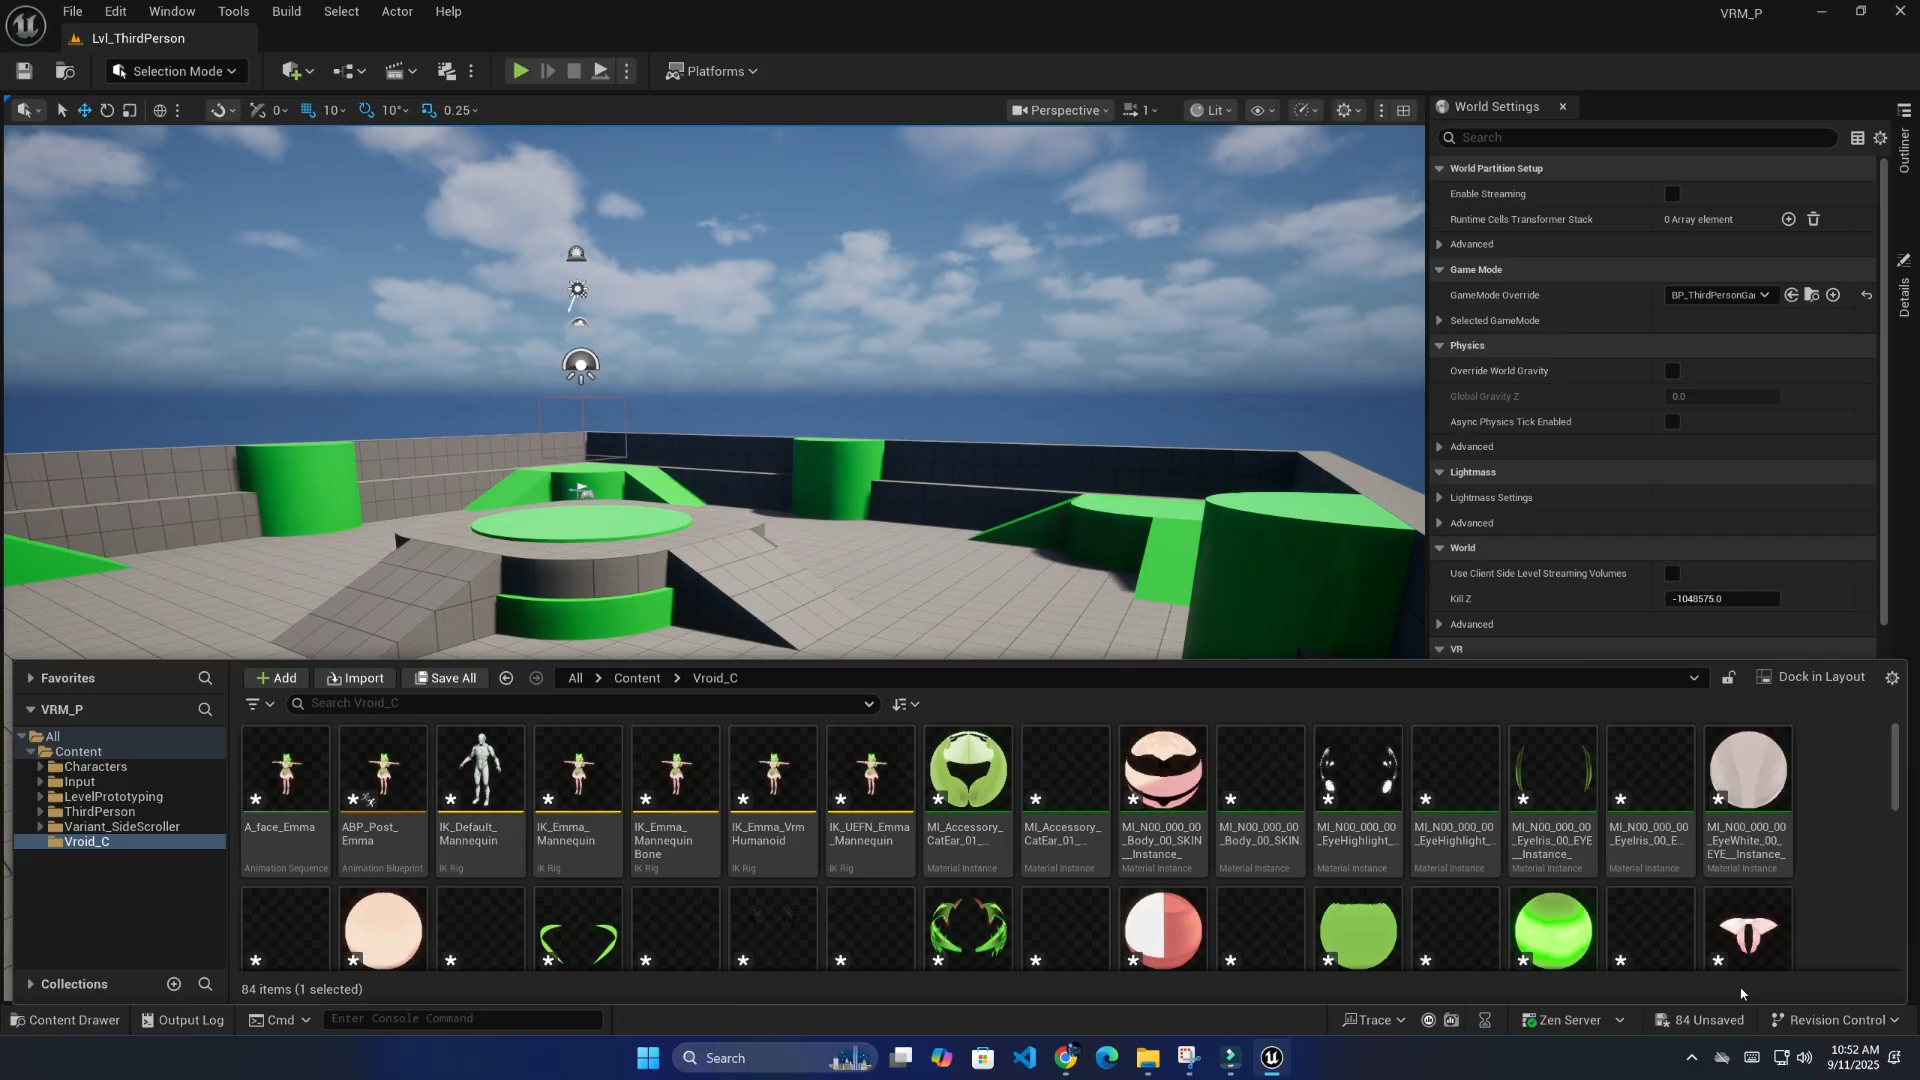 File Edit Window Tools Build Select Actor Help
VRM_P
Lvl_ThirdPerson
Selection Mode
Platforms
0 10 10° 0.25
Perspective 1 Lit
World Settings
Search
World Partition Setup
Enable Streaming
Runtime Cells Transformer Stack 0 Array element
Advanced
Game Mode
GameMode Override BP_ThirdPersonGa
Selected GameMode
Physics
Override World Gravity
Global Gravity Z 0.0
Async Physics Tick Enabled
Advanced
Lightmass
Lightmass Settings
Advanced
World
Use Client Side Level Streaming Volumes
Kill Z -1048575.0
Advanced
VR
Outliner
Details
Favorites
Add Import Save All All > Content > Vroid_C Dock in Layout
VRM_P
Search Vroid_C
All
Content
Characters
Input
LevelPrototyping
ThirdPerson
Variant_SideScroller
Vroid_C
A_face_Emma
Animation Sequence
ABP_Post_
Emma
Animation Blueprint
IK_Default_
Mannequin
IK Rig
IK_Emma_
Mannequin
IK Rig
IK_Emma_
Mannequin
Bone
IK Rig
IK_Emma_Vrm
Humanoid
IK Rig
IK_UEFN_Emma
_Mannequin
IK Rig
MI_Accessory_
CatEar_01_...
Material Instance
MI_Accessory_
CatEar_01_...
Material Instance
MI_N00_000_00
_Body_00_SKIN
__Instance_
Material Instance
MI_N00_000_00
_Body_00_SKIN.
Material Instance
MI_N00_000_00
_EyeHighlight_..
Material Instance
MI_N00_000_00
_EyeHighlight_..
Material Instance
MI_N00_000_00
_EyeIris_00_EYE
__Instance_
Material Instance
MI_N00_000_00
_EyeIris_00_E...
Material Instance
MI_N00_000_00
_EyeWhite_00_
EYE__Instance_
Material Instance
Collections
84 items (1 selected)
Content Drawer Output Log Cmd Enter Console Command Trace Zen Server 84 Unsaved Revision Control
Search
10:52 AM
9/11/2025